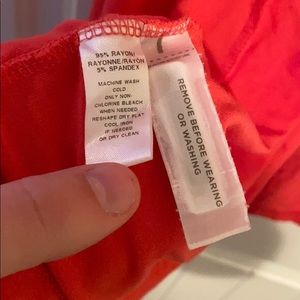 95% RAYON/
RAYONNE/RAYON
5% SPANDEX
MACHINE WASH
COLD
ONLY NON-
CHLORINE BLEACH
WHEN NEEDED
RESHAPE DRY FLAT
COOL IRON
IF NEEDED
OR DRY CLEAN
REMOVE BEFORE WEARING
OR WASHING